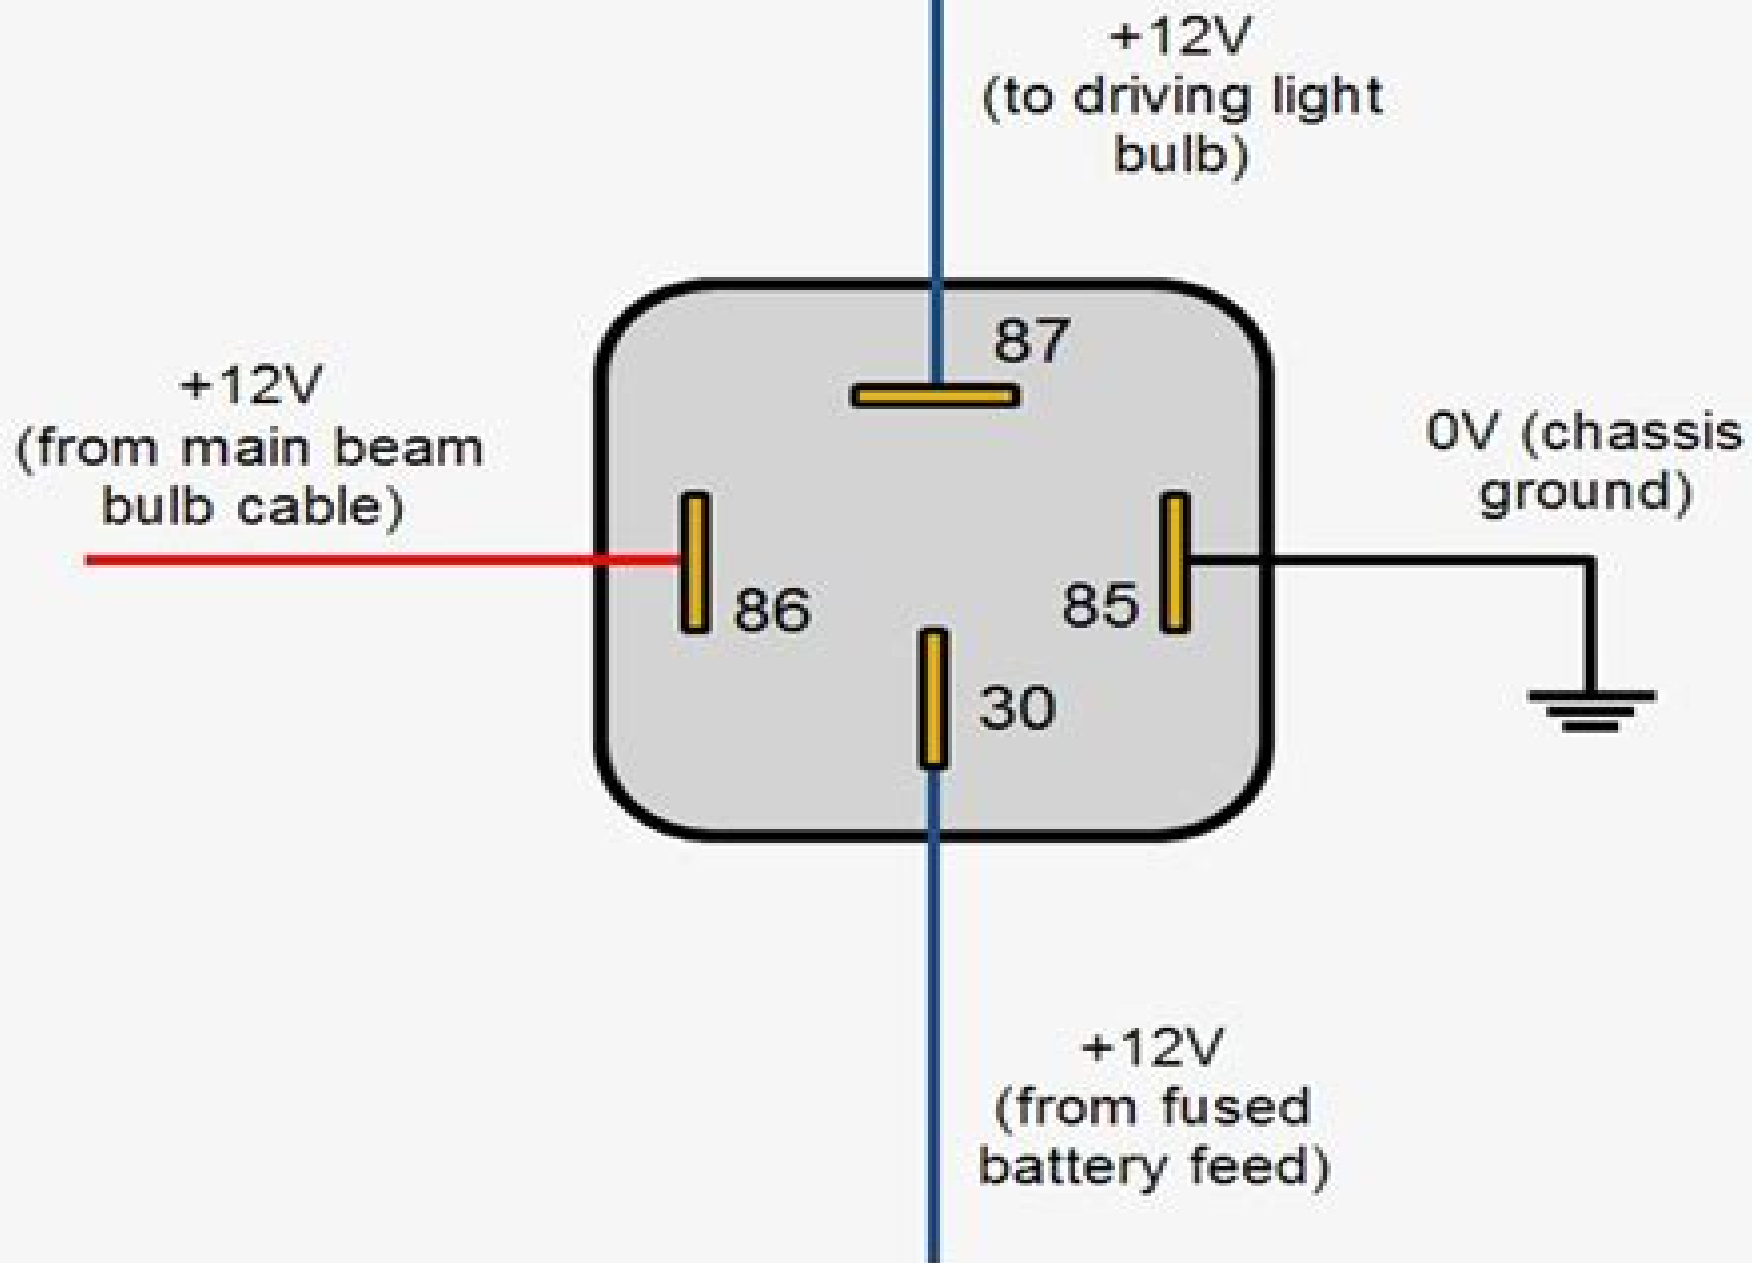 +12V
(to driving light
bulb)
87
+12V
(from main beam
bulb cable)
0V (chassis
ground)
86
85
30
+12V
(from fused
battery feed)